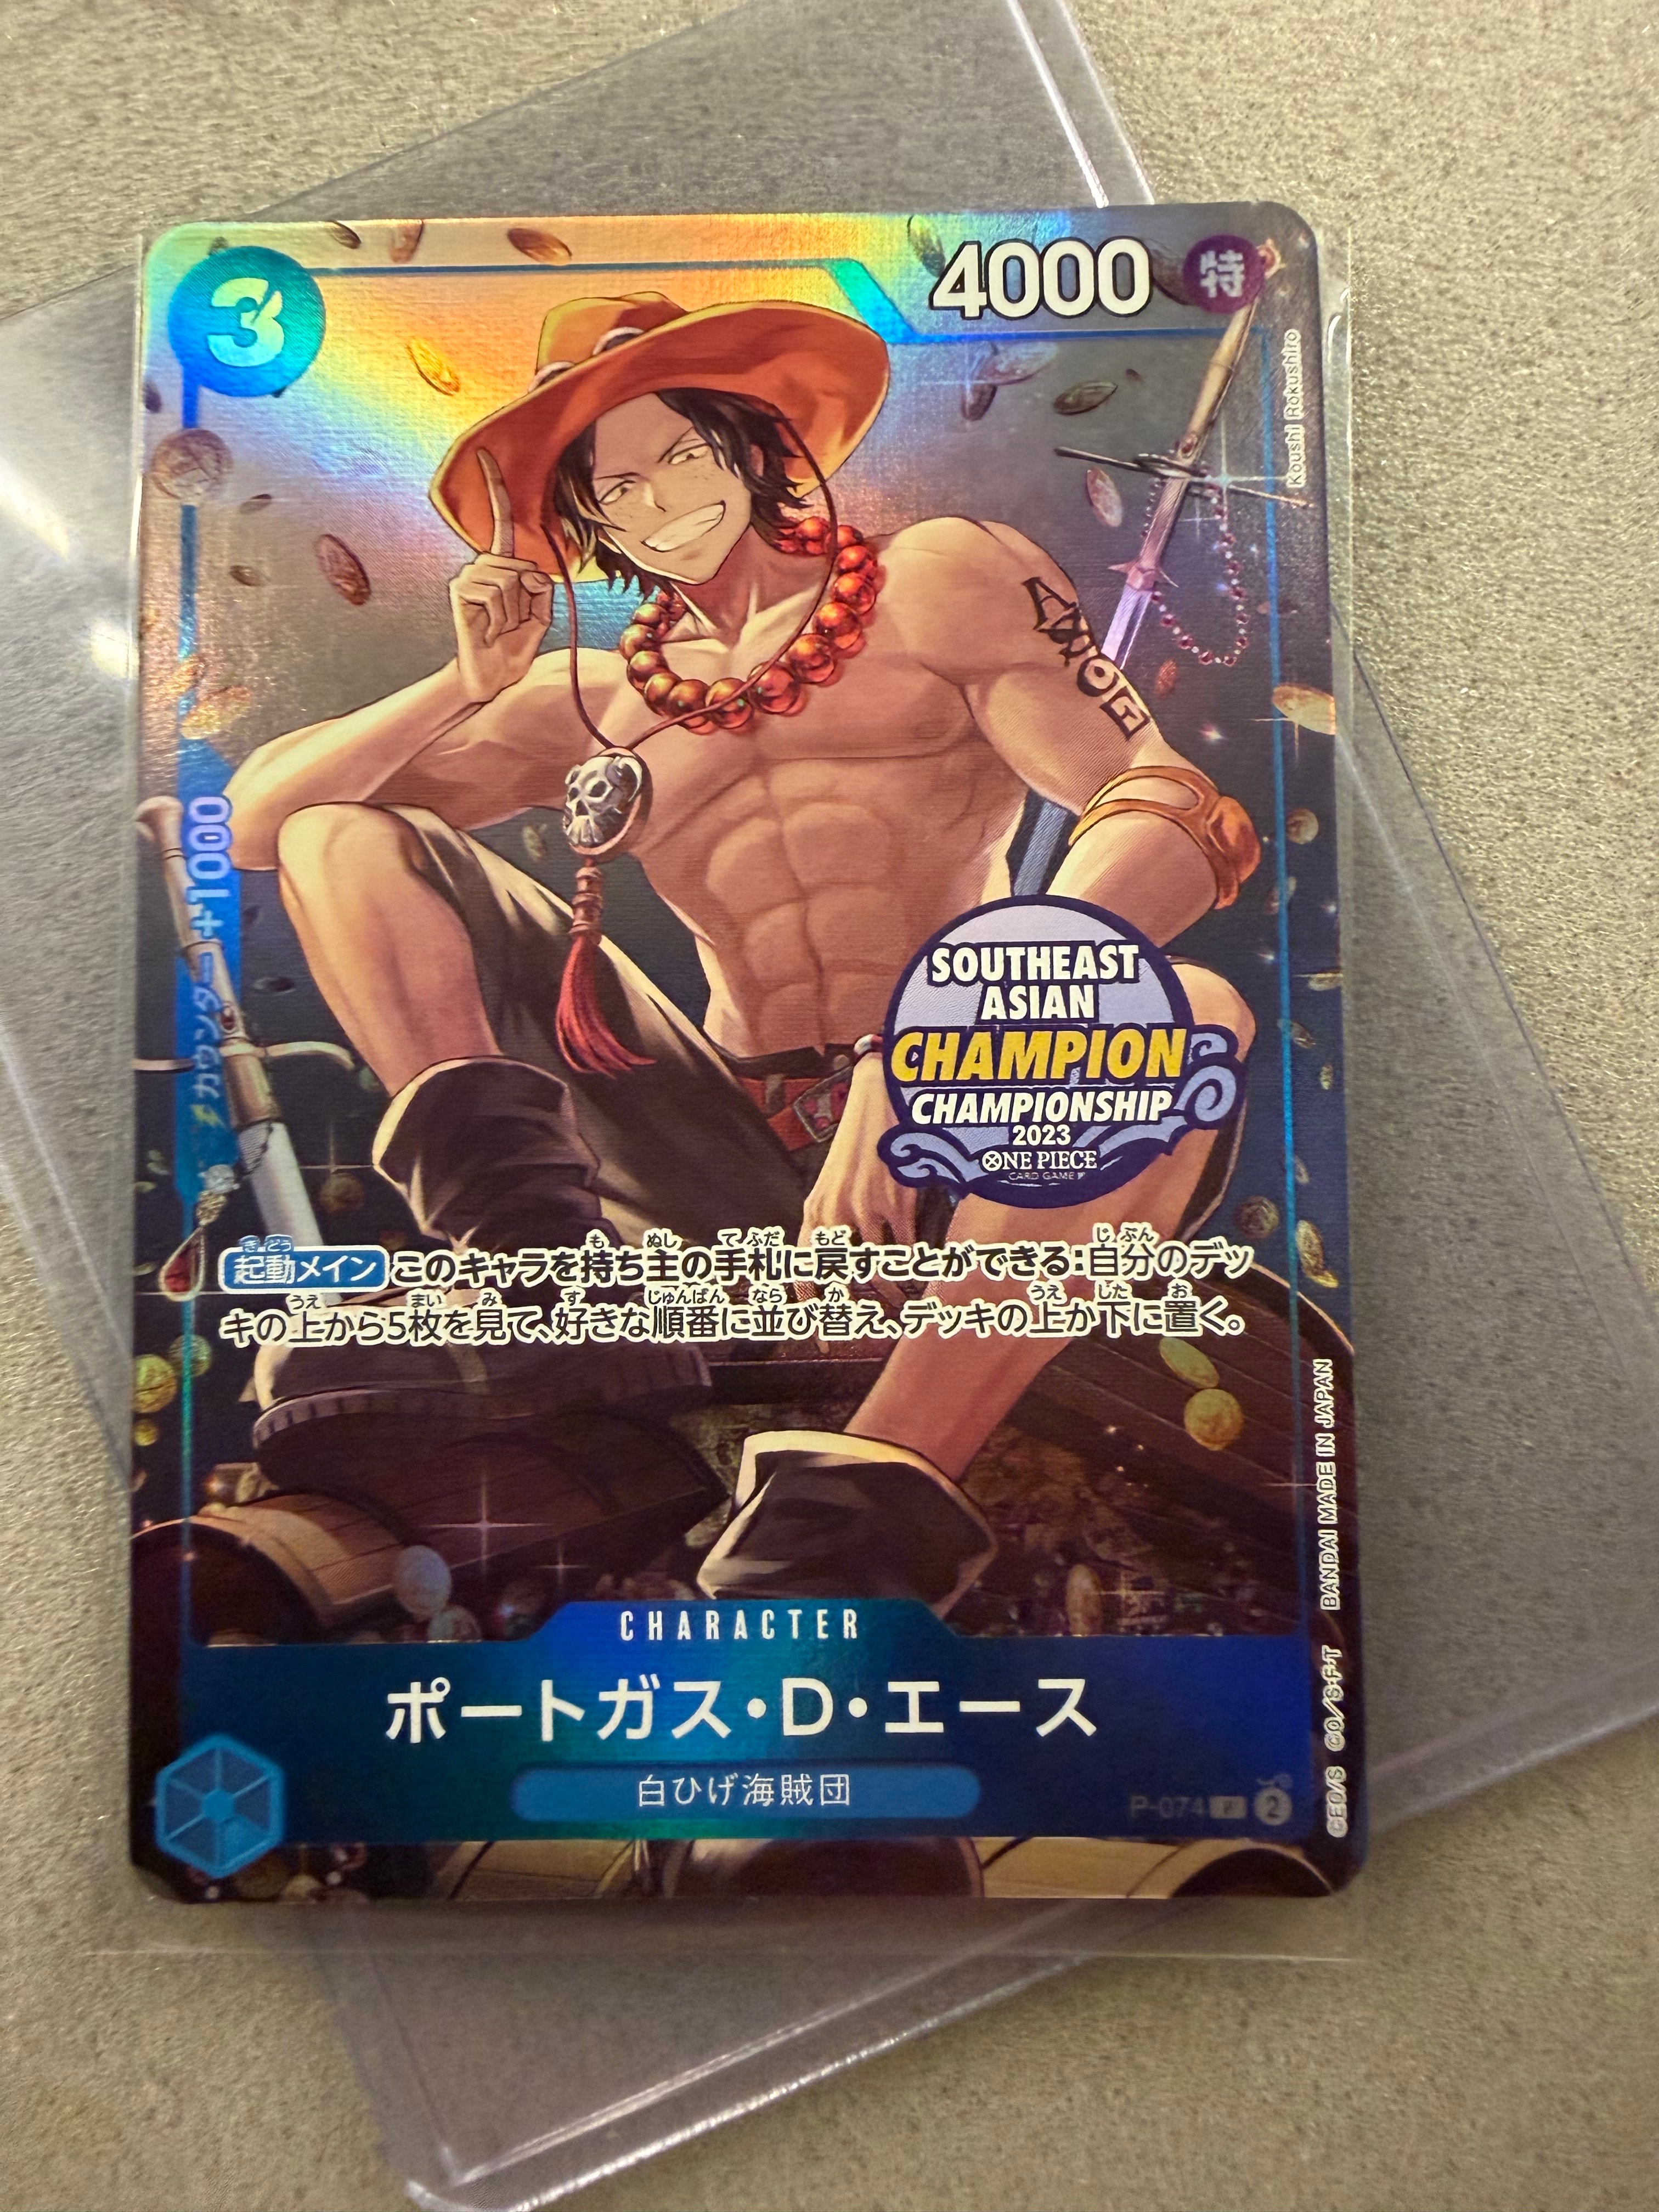 3
4000
特
Koushi Rokushiro
ASCE
カウンター+1000
SOUTHEAST
ASIAN
CHAMPION
CHAMPIONSHIP
2023
ONE PIECE
CARD GAME
起動メイン このキャラを持ち主の手札に戻すことができる:自分のデッ
キの上から5枚を見て、好きな順番に並び替え、デッキの上か下に置く。
CHARACTER
ポートガス・D・エース
白ひげ海賊団
P-074 P 2
©EO/S ©O/S・F・T BANDAI MADE IN JAPAN